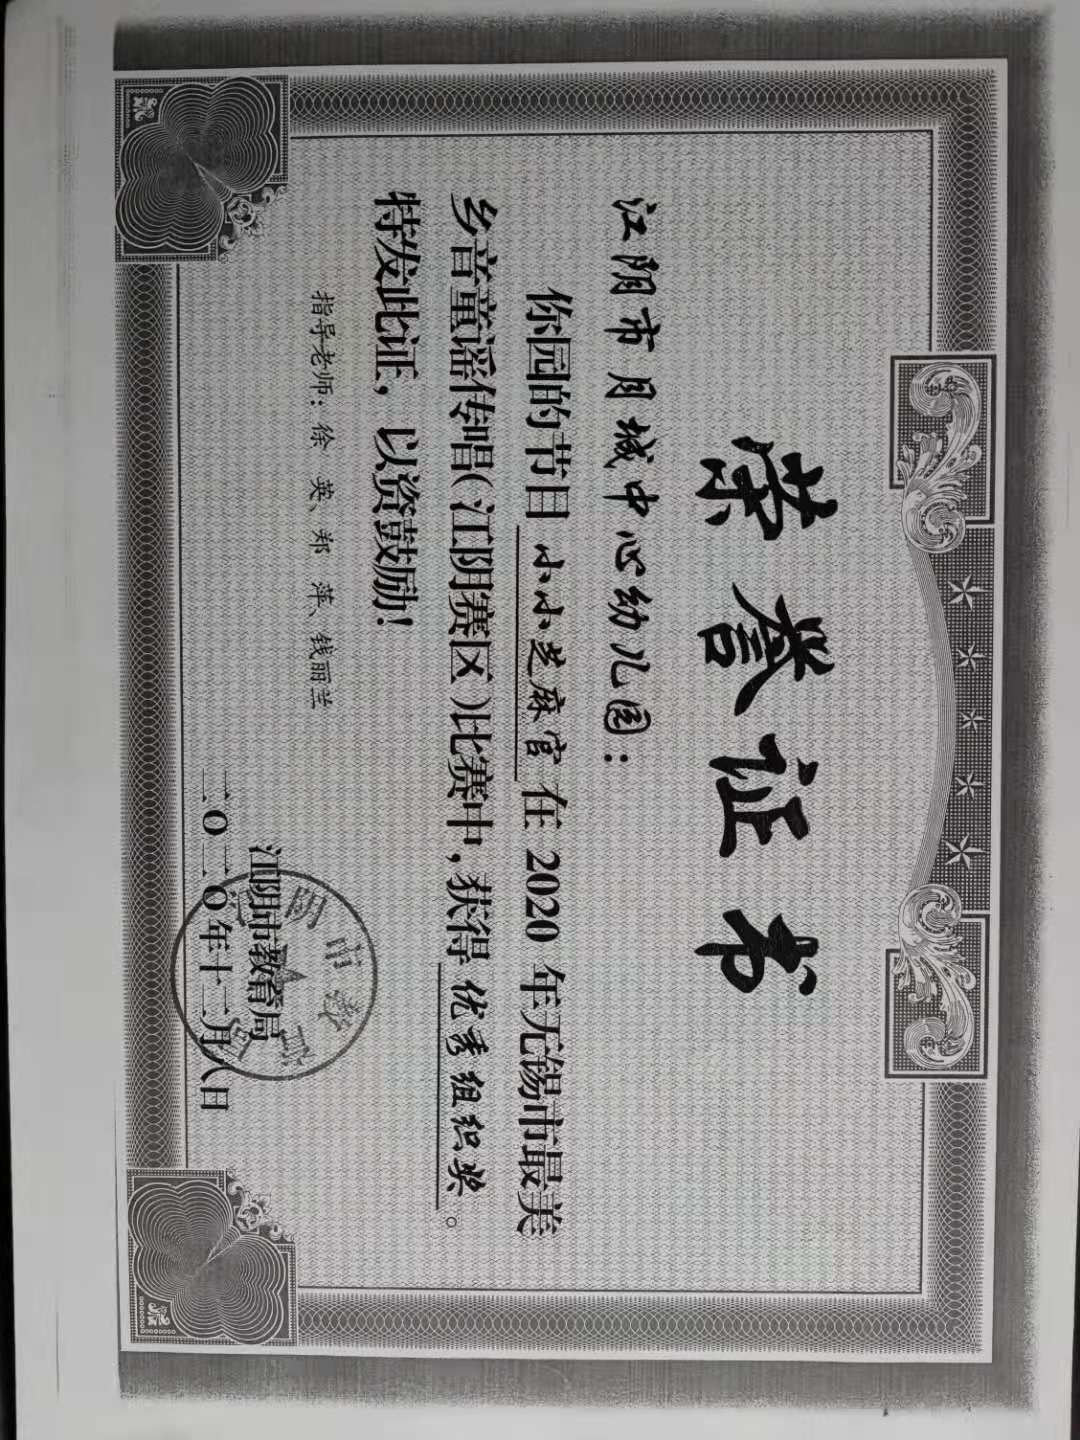 荣誉证书
江阴市月城中心幼儿园：
你园的节目 小小芝麻官 在 2020 年无锡市最美
乡音童谣传唱（江阴赛区）比赛中，获得 优秀组织奖。
特发此证，以资鼓励！
指导老师：徐 英、郑 萍、钱丽兰
江阴市教育局
二〇二〇年十二月八日